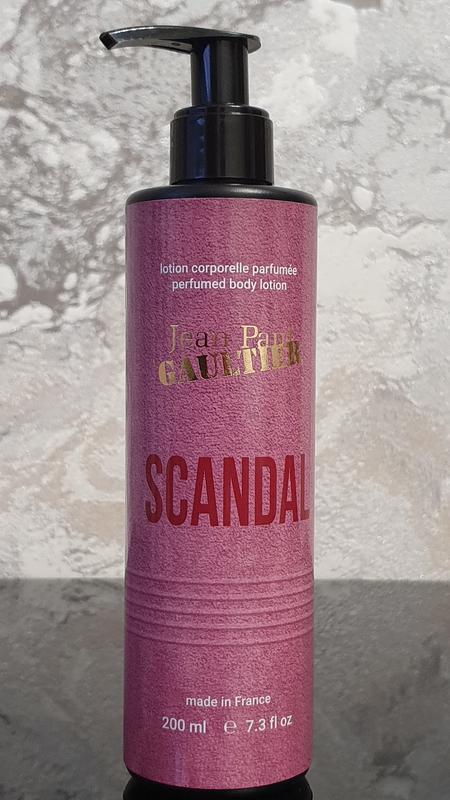 lotion corporelle parfumée
perfumed body lotion
Jean Paul
GAULTIER
SCANDAL
made in France
200 ml ℮ 7.3 fl oz